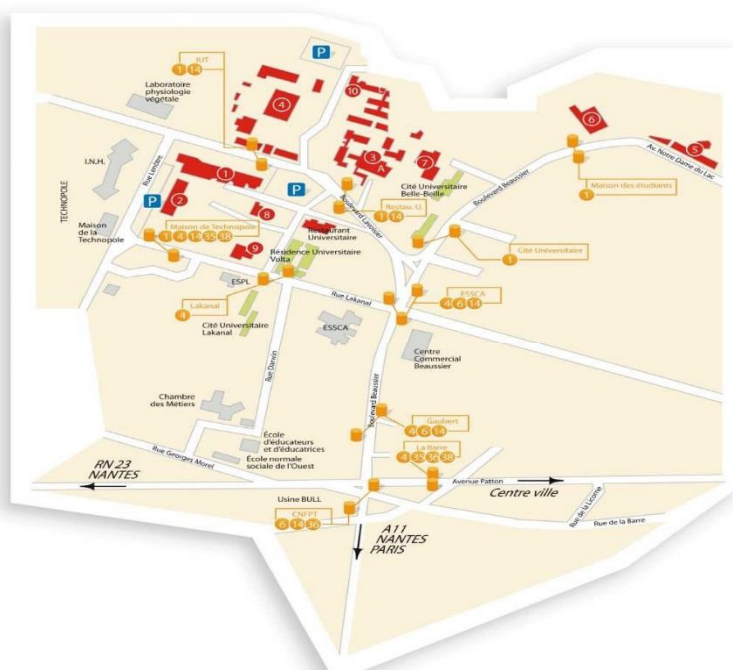 P
IUT
1 14
Laboratoire
physiologie
végétale
4
10
6
5
Av. Notre Dame du Lac
3
A
7
Cité Universitaire
Belle-Beille
Boulevard Beaussier
Maison des étudiants
1
I.N.H.
TECHNOPOLE
Rue Lenôtre
1
2
P
P
8
Restau. U.
1 14
Boulevard Lavoisier
Maison
de la
Technopole
Maison de Technopole
1 4 14 35 38
9
Restaurant
Universitaire
Résidence Universitaire
Volta
Cité Universitaire
1
ESPL
Rue Lakanal
ESSCA
4 6 14
Lakanal
4
Cité Universitaire
Lakanal
ESSCA
Centre
Commercial
Beaussier
Rue Darwin
Boulevard Beaussier
Chambre
des Métiers
Gaubert
4 6 14
La Barre
4 35 36 38
École
d'éducateurs
et d'éducatrices
École normale
sociale de l'Ouest
Rue Georges Morel
RN 23
NANTES
Avenue Patton
Centre ville
Usine BULL
CNFPT
6 14 36
A11
NANTES
PARIS
Rue de la Licorne
Rue de la Barre